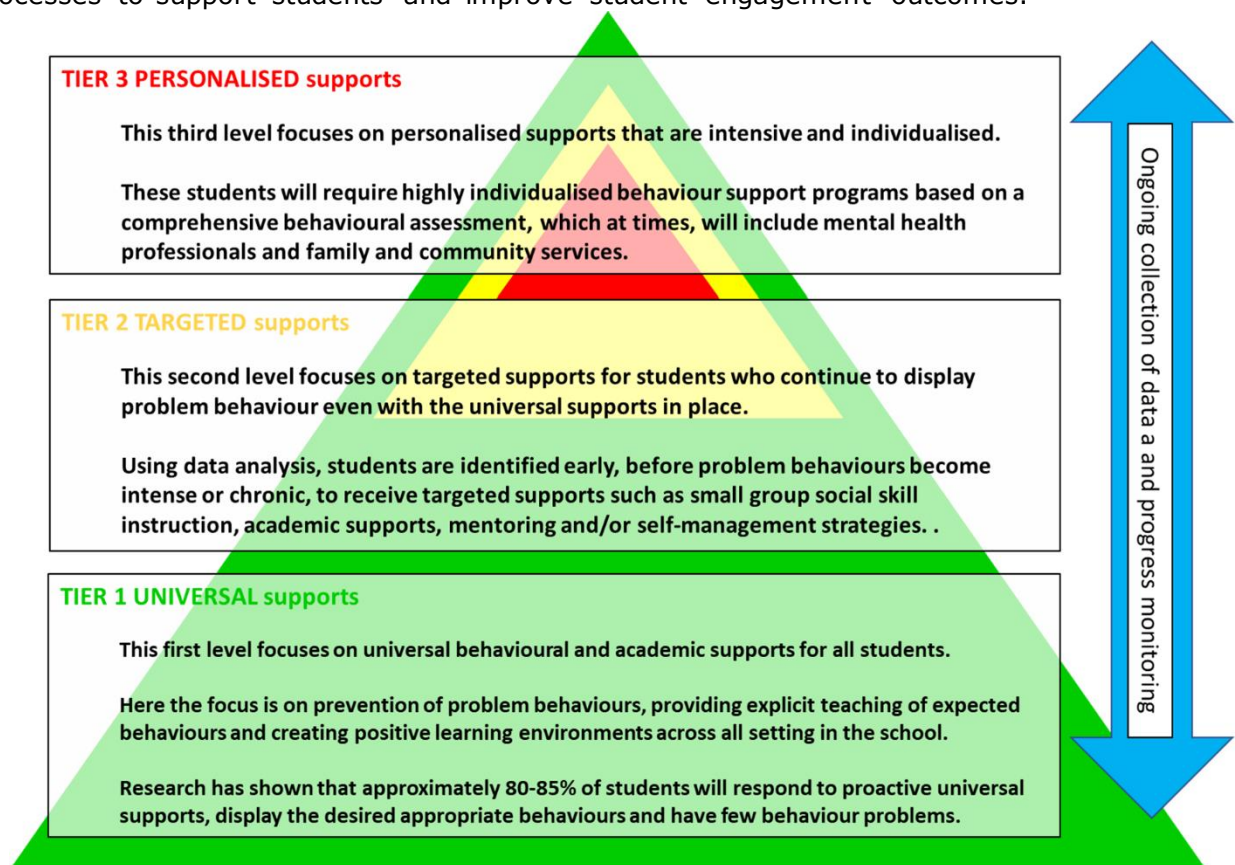 ocesses to support students and improve student engagement outcomes.
TIER 3 PERSONALISED supports
This third level focuses on personalised supports that are intensive and individualised.
These students will require highly individualised behaviour support programs based on a
comprehensive behavioural assessment, which at times, will include mental health
professionals and family and community services.
TIER 2 TARGETED supports
This second level focuses on targeted supports for students who continue to display
problem behaviour even with the universal supports in place.
Using data analysis, students are identified early, before problem behaviours become
intense or chronic, to receive targeted supports such as small group social skill
instruction, academic supports, mentoring and/or self-management strategies. .
TIER 1 UNIVERSAL supports
This first level focuses on universal behavioural and academic supports for all students.
Here the focus is on prevention of problem behaviours, providing explicit teaching of expected
behaviours and creating positive learning environments across all setting in the school.
Research has shown that approximately 80-85% of students will respond to proactive universal
supports, display the desired appropriate behaviours and have few behaviour problems.
Ongoing collection of data a and progress monitoring